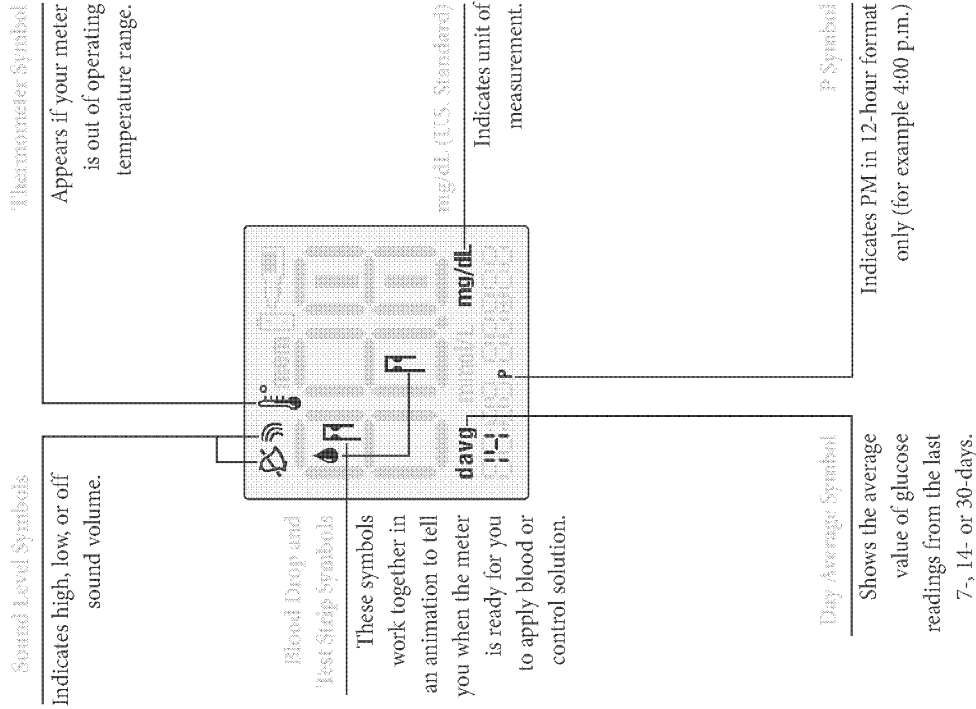 Sound Level Symbols
Indicates high, low, or off
sound volume.
Thermometer Symbol
Appears if your meter
is out of operating
temperature range.
Blood Drop and
Test Strip Symbols
These symbols
work together in
an animation to tell
you when the meter
is ready for you
to apply blood or
control solution.
mem
davg mmol/L mg/dL
14 P
mg/dL (U.S. Standard)
Indicates unit of
measurement.
Day Average Symbol
Shows the average
value of glucose
readings from the last
7-, 14- or 30-days.
P Symbol
Indicates PM in 12-hour format
only (for example 4:00 p.m.)